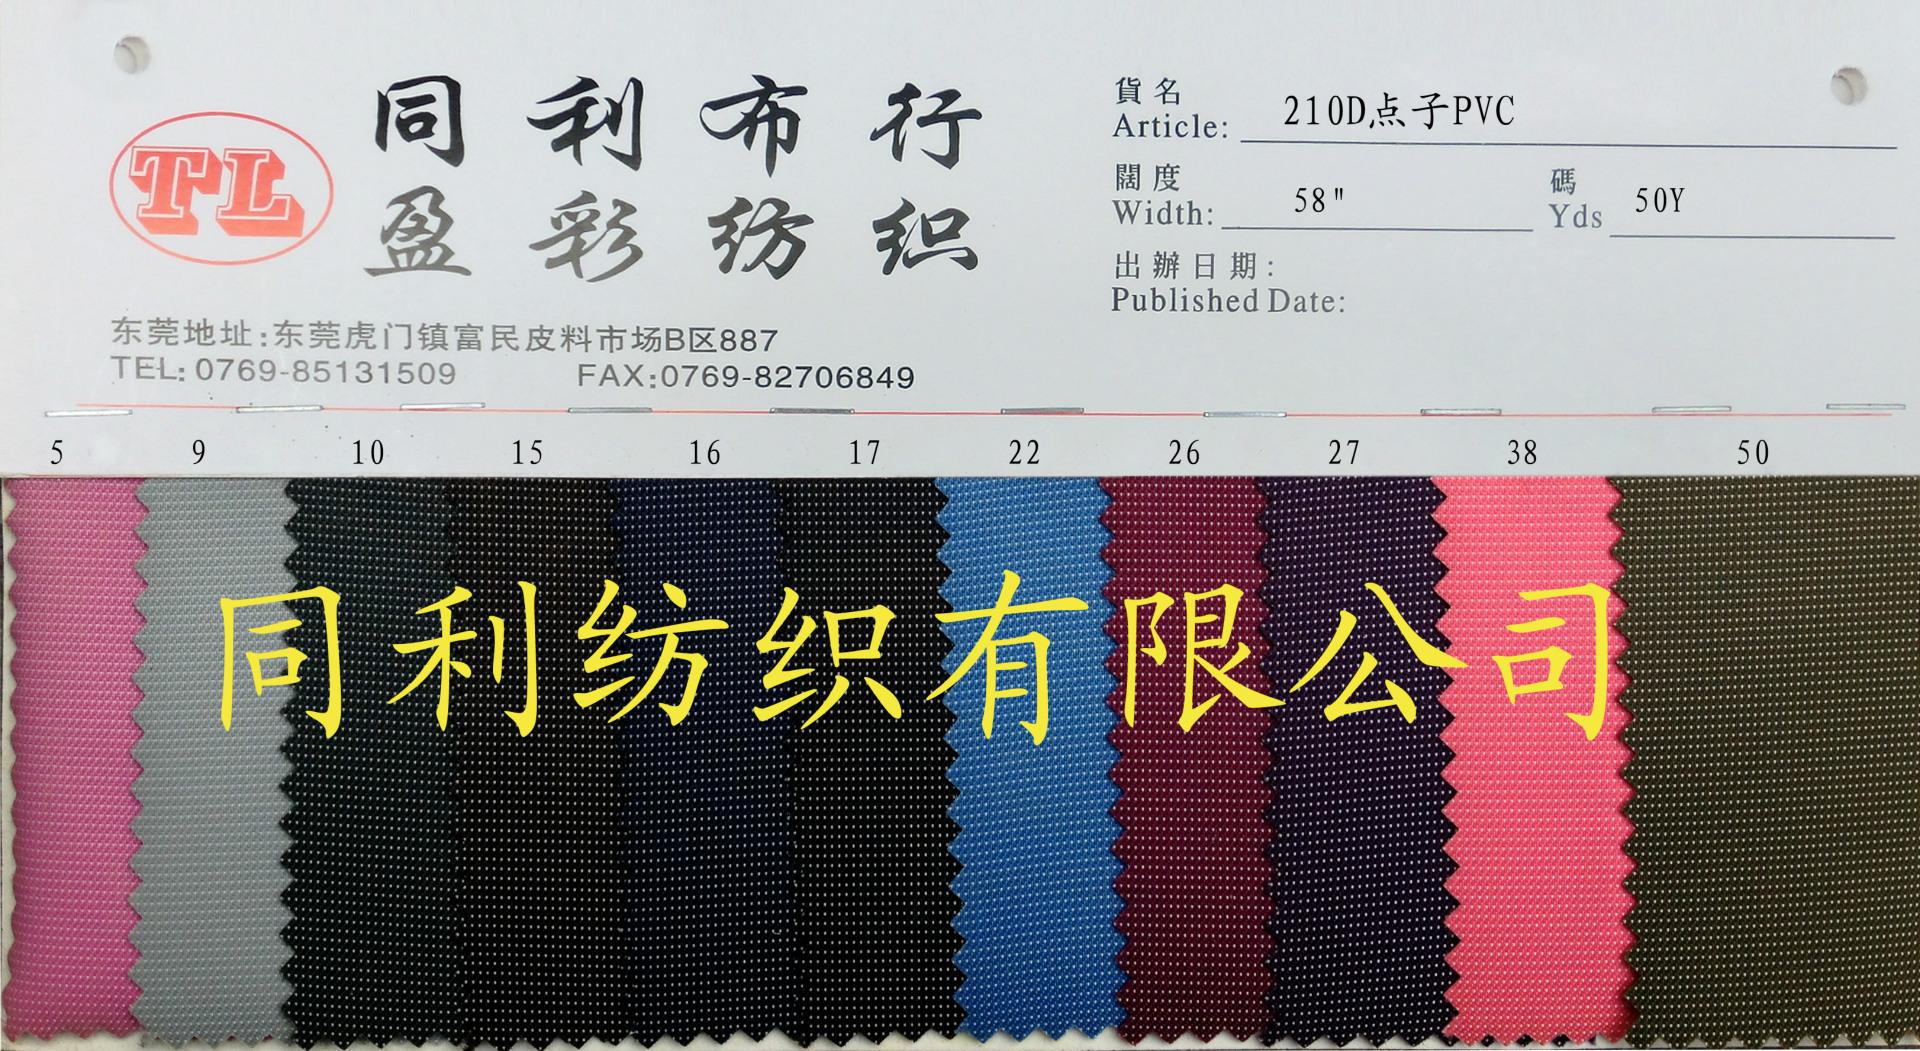 TL
同利布行
盈彩纺织
东莞地址:东莞虎门镇富民皮料市场B区887
TEL: 0769-85131509 FAX:0769-82706849
貨名
Article: 210D点子PVC
闊度 碼
Width: 58" Yds 50Y
出辦日期:
Published Date:
5 9 10 15 16 17 22 26 27 38 50
同利纺织有限公司